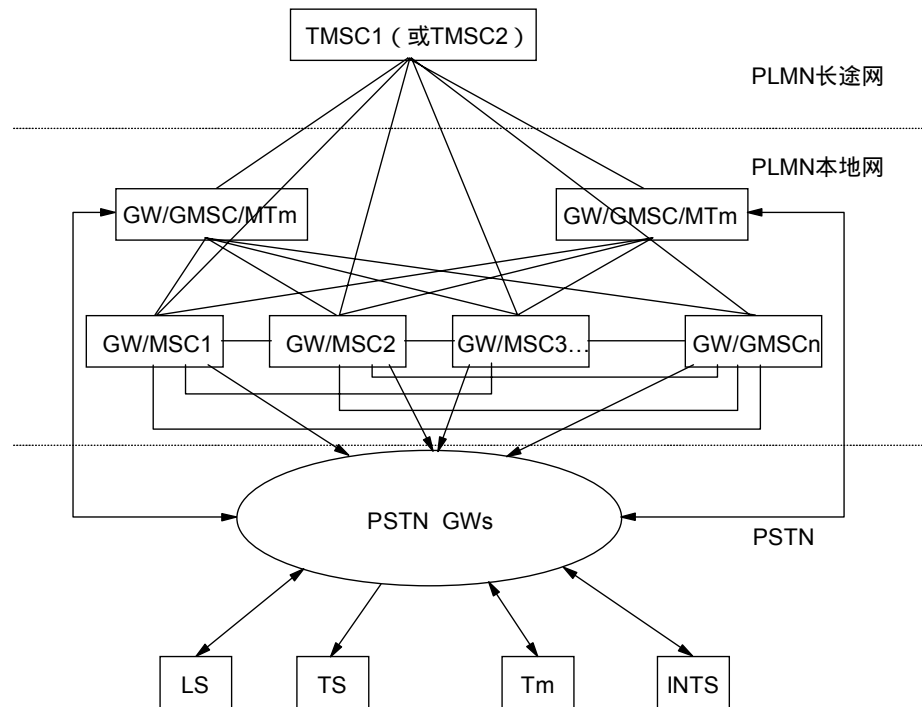 TMSC1（或TMSC2）
PLMN长途网
PLMN本地网
GW/GMSC/MTm
GW/GMSC/MTm
GW/MSC1
GW/MSC2
GW/MSC3…
GW/GMSCn
PSTN GWs
PSTN
LS
TS
Tm
INTS